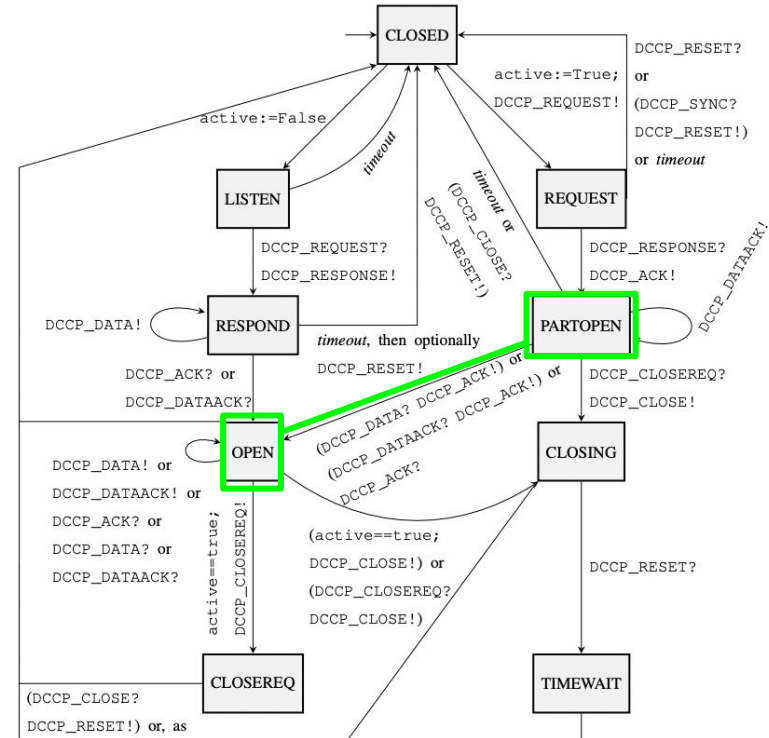 CLOSED
DCCP_RESET?
active:=True; or
DCCP_REQUEST! (DCCP_SYNC?
DCCP_RESET!)
or timeout
active:=False
timeout
LISTEN
timeout or
(DCCP_CLOSE?
DCCP_RESET!)
REQUEST
DCCP_REQUEST?
DCCP_RESPONSE!
DCCP_RESPONSE?
DCCP_ACK!
DCCP_DATAACK!
DCCP_DATA!
RESPOND
timeout, then optionally
DCCP_RESET!
PARTOPEN
DCCP_ACK? or
DCCP_DATAACK?
(DCCP_DATA? DCCP_ACK!) or
(DCCP_DATAACK? DCCP_ACK!) or
DCCP_ACK?
DCCP_CLOSEREQ?
DCCP_CLOSE!
OPEN
CLOSING
DCCP_DATA! or
DCCP_DATAACK! or
DCCP_ACK? or
DCCP_DATA? or
DCCP_DATAACK?
active==true;
DCCP_CLOSEREQ!
(active==true;
DCCP_CLOSE!) or
(DCCP_CLOSEREQ?
DCCP_CLOSE!)
DCCP_RESET?
CLOSEREQ
TIMEWAIT
(DCCP_CLOSE?
DCCP_RESET!) or, as